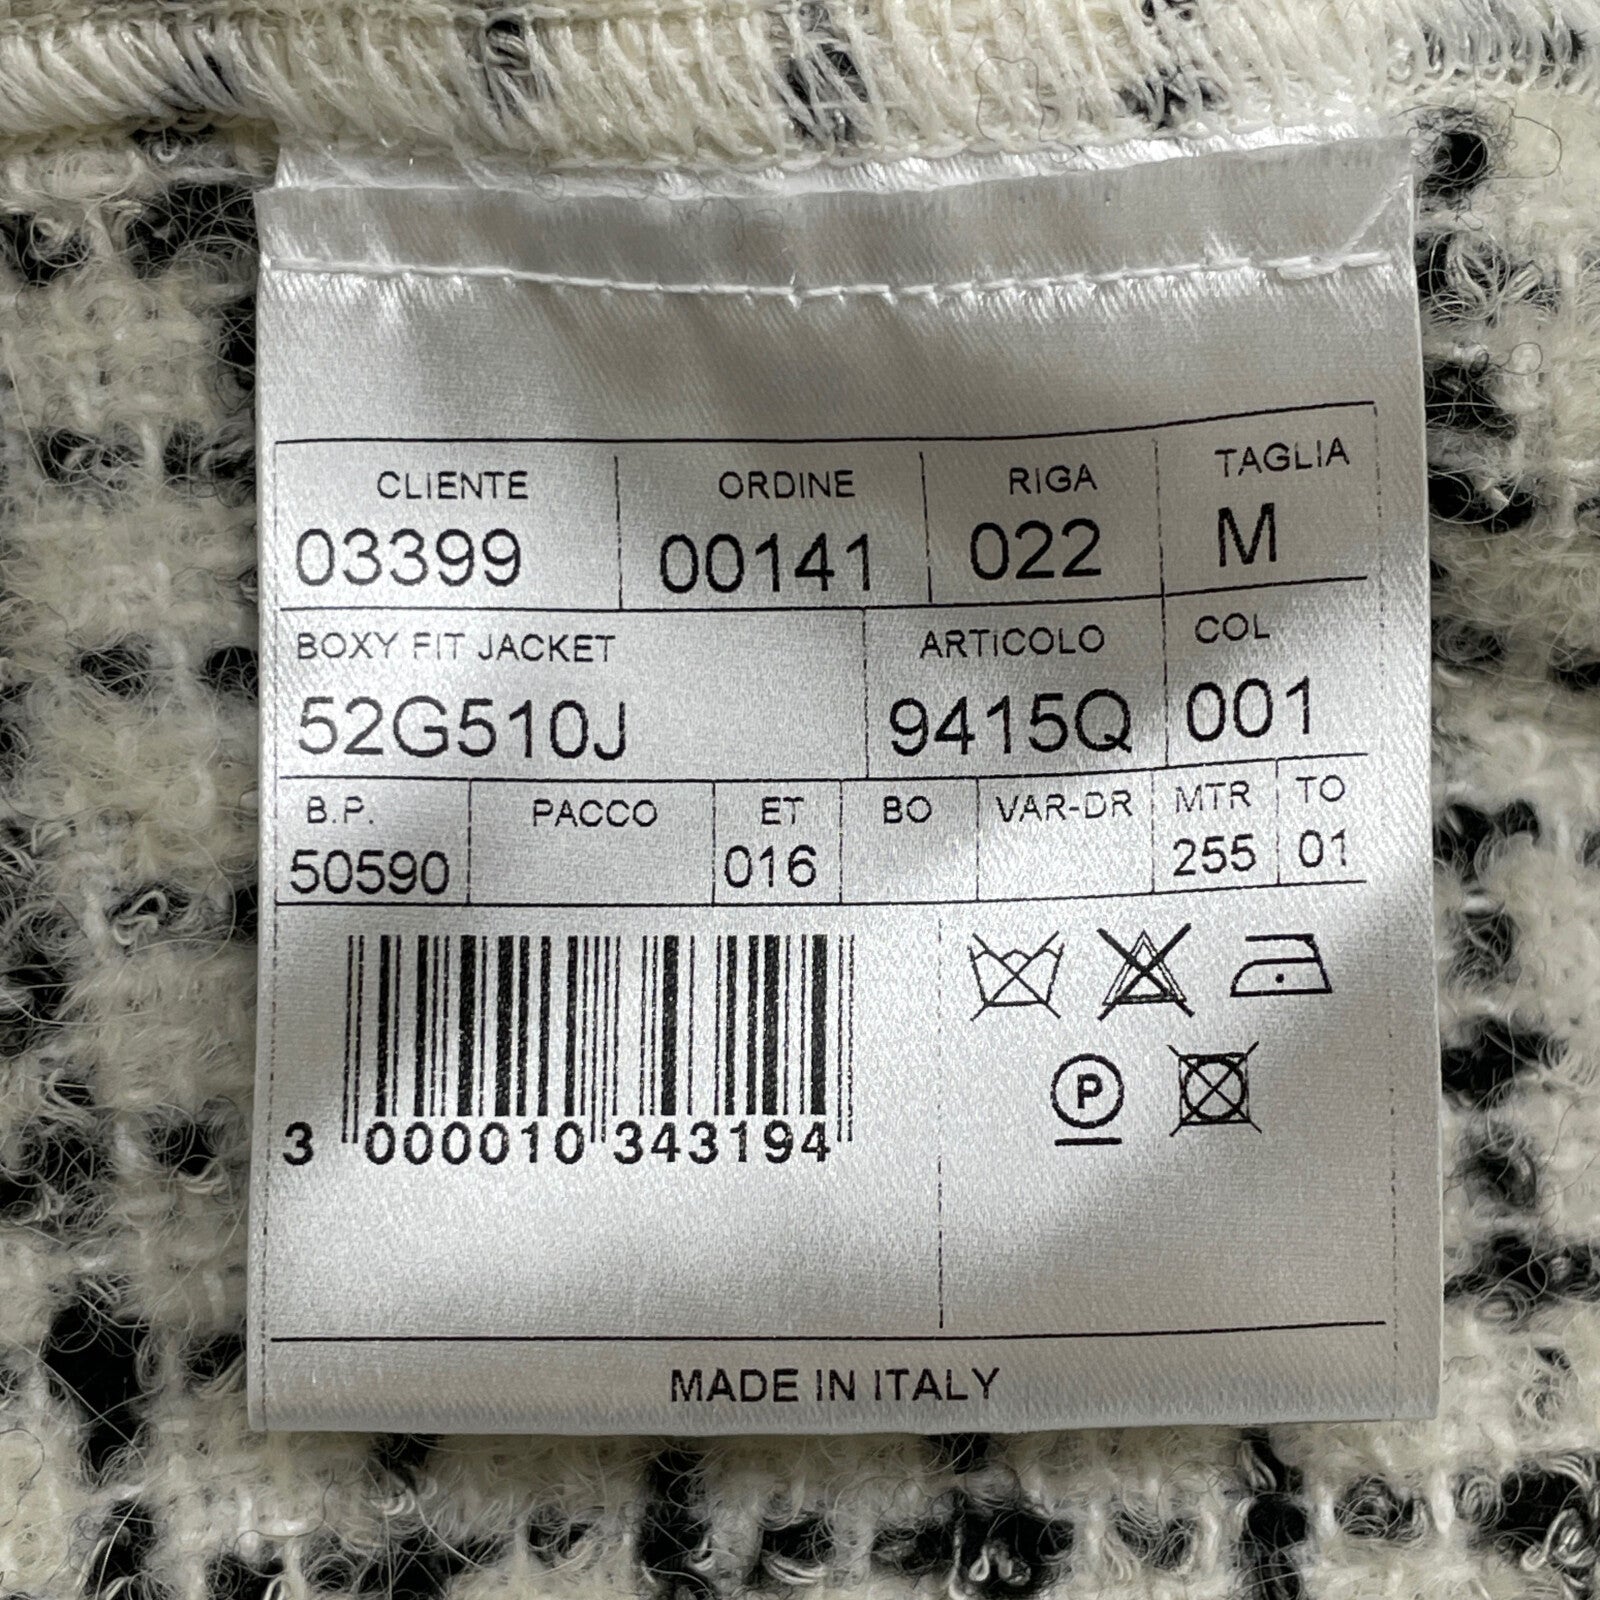 CLIENTE ORDINE RIGA TAGLIA
03399 00141 022 M
BOXY FIT JACKET ARTICOLO COL
52G510J 9415Q 001
B.P. PACCO ET BO VAR-DR MTR TO
50590 016 255 01
P
3 000010 343194
MADE IN ITALY